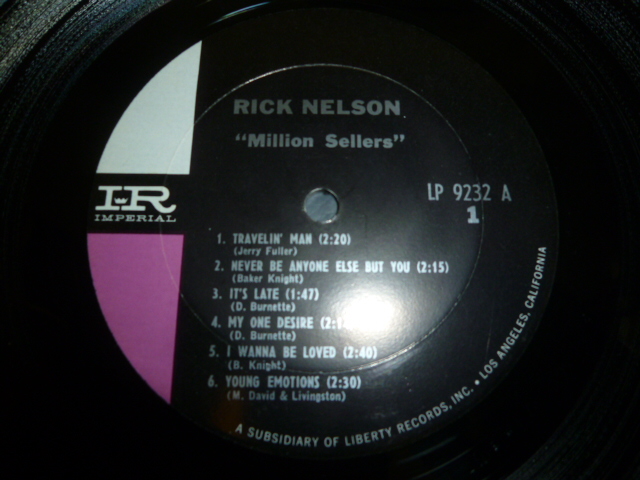 RICK NELSON
"Million Sellers"
IR
IMPERIAL
LP 9232 A
1
1. TRAVELIN' MAN (2:20)
(Jerry Fuller)
2. NEVER BE ANYONE ELSE BUT YOU (2:15)
(Baker Knight)
3. IT'S LATE (1:47)
(D. Burnette)
4. MY ONE DESIRE
(D. Burnette)
5. I WANNA BE LOVED (2:40)
(B. Knight)
6. YOUNG EMOTIONS (2:30)
(M. David & Livingston)
A SUBSIDIARY OF LIBERTY RECORDS, INC. • LOS ANGELES, CALIFORNIA